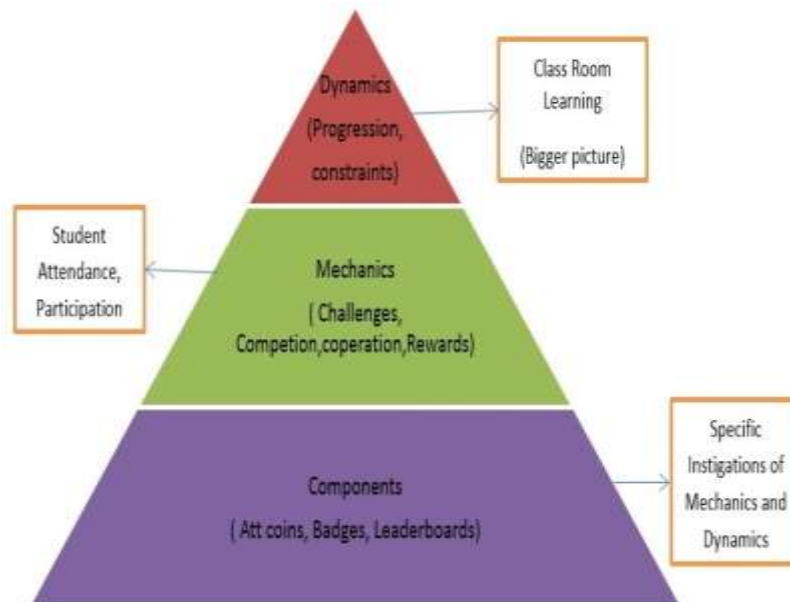 Dynamics
(Progression,
constraints)
Class Room
Learning
(Bigger picture)
Student
Attendance,
Participation
Mechanics
( Challenges,
Competion,coperation,Rewards)
Components
( Att coins, Badges, Leaderboards)
Specific
Instigations of
Mechanics and
Dynamics